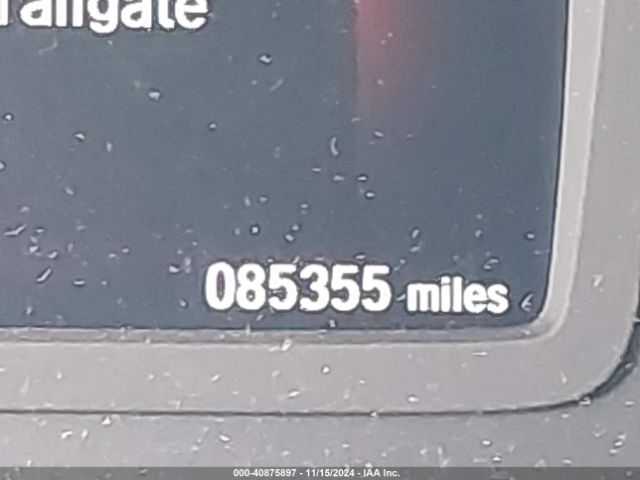 Tailgate
085355 miles
000-40875897 - 11/15/2024 - IAA Inc.